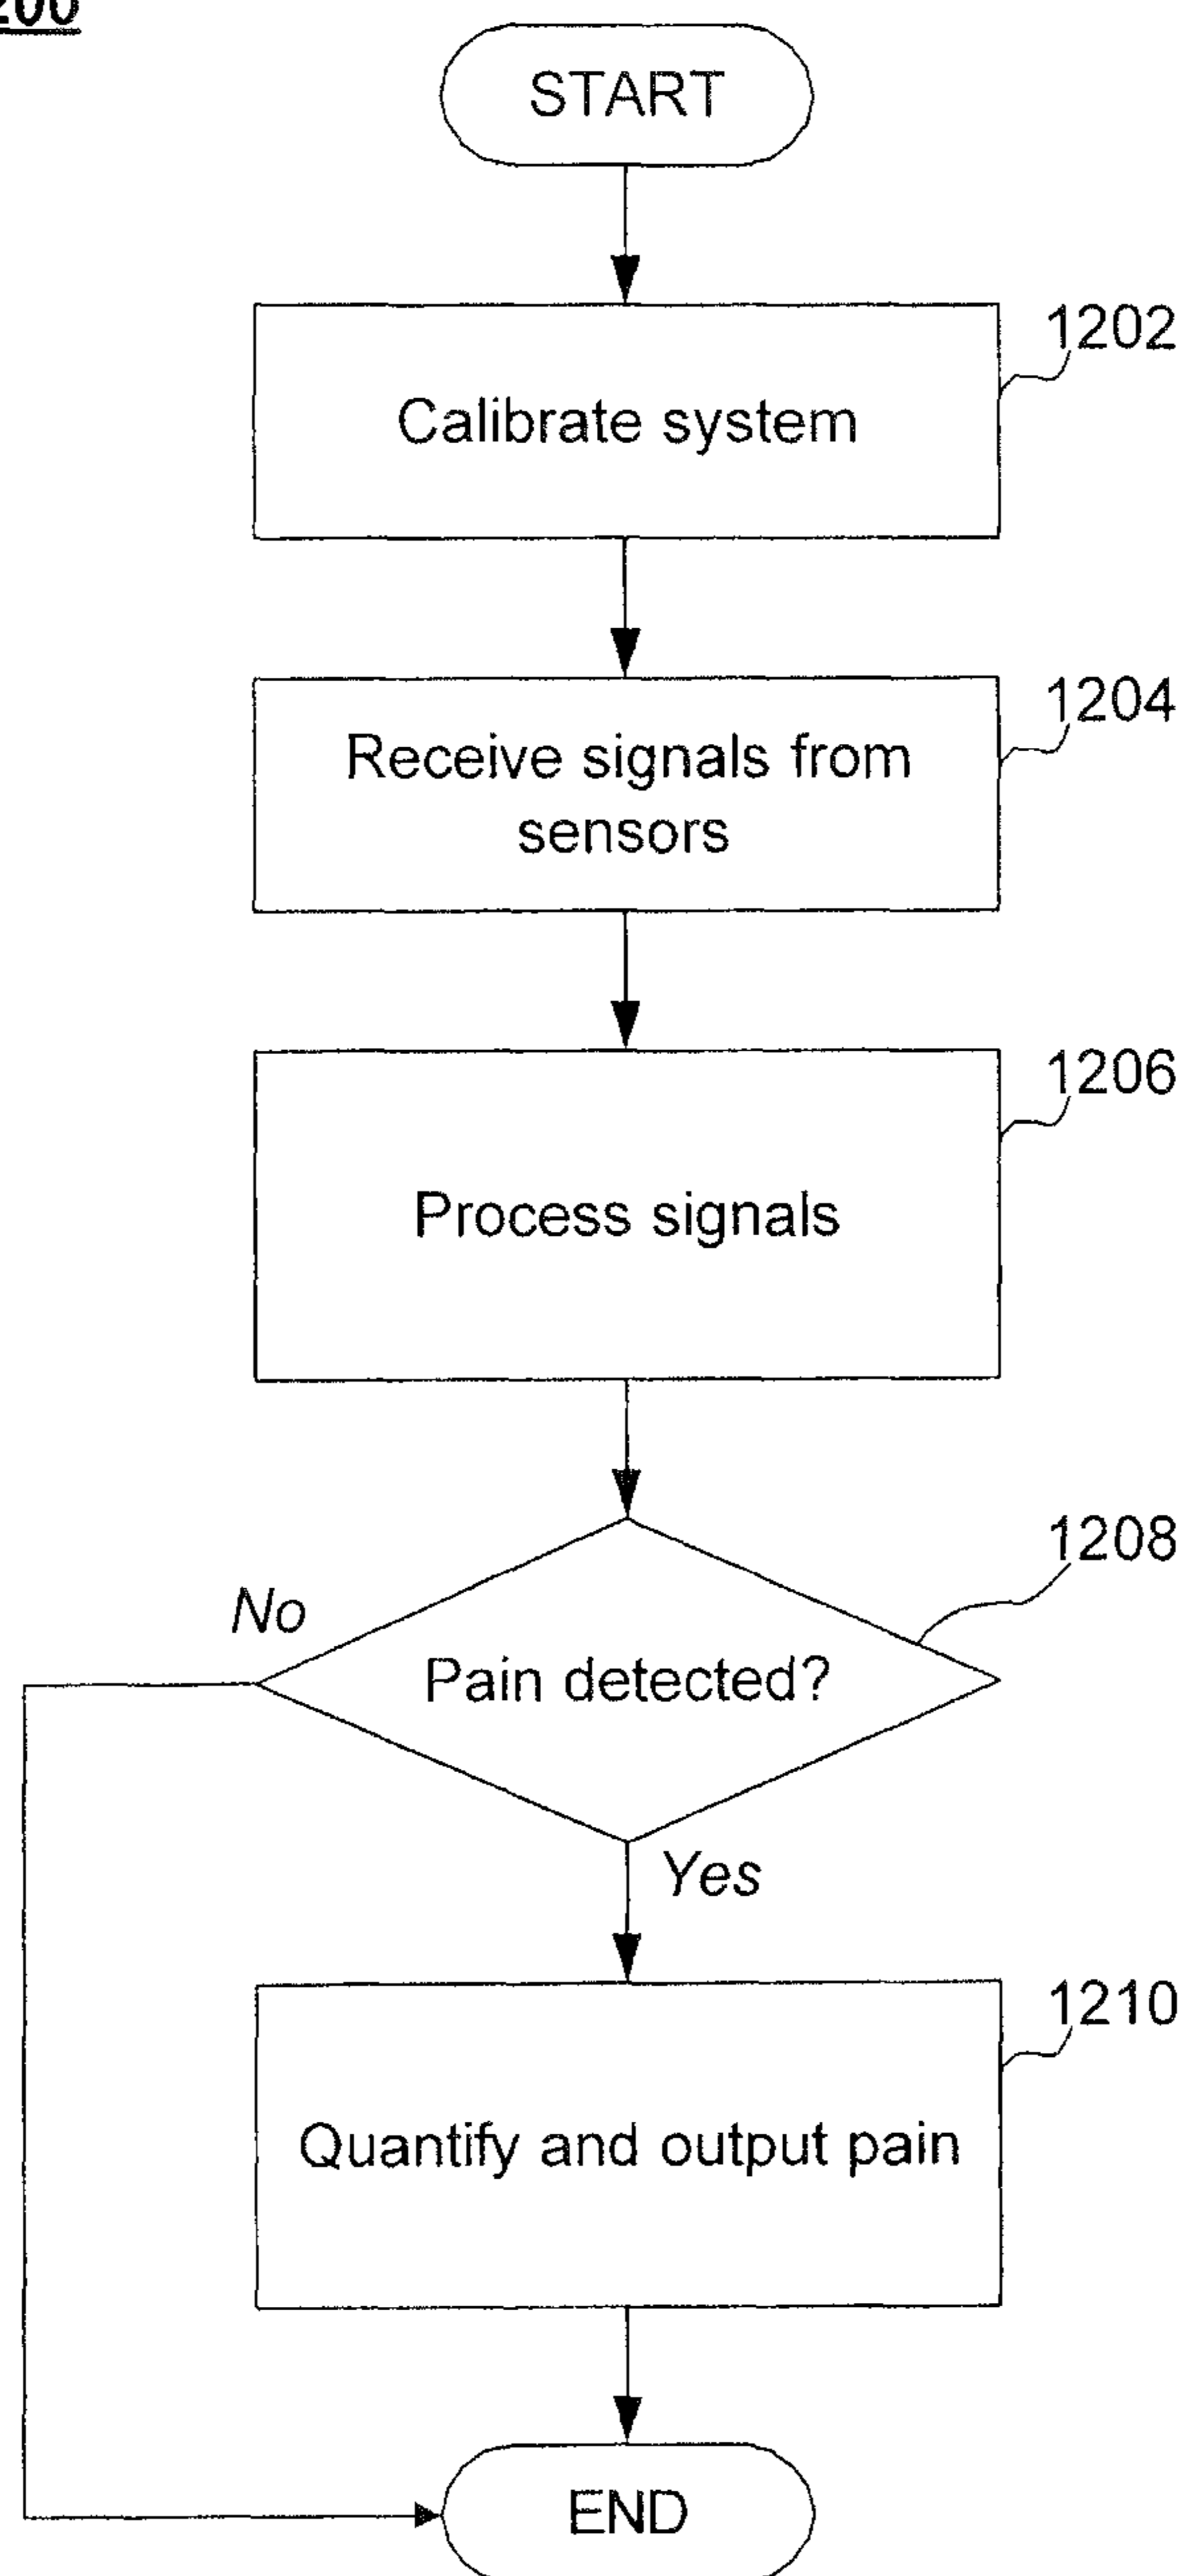 START
1202
Calibrate system
1204
Receive signals from
sensors
1206
Process signals
1208
No
Pain detected?
Yes
1210
Quantify and output pain
END